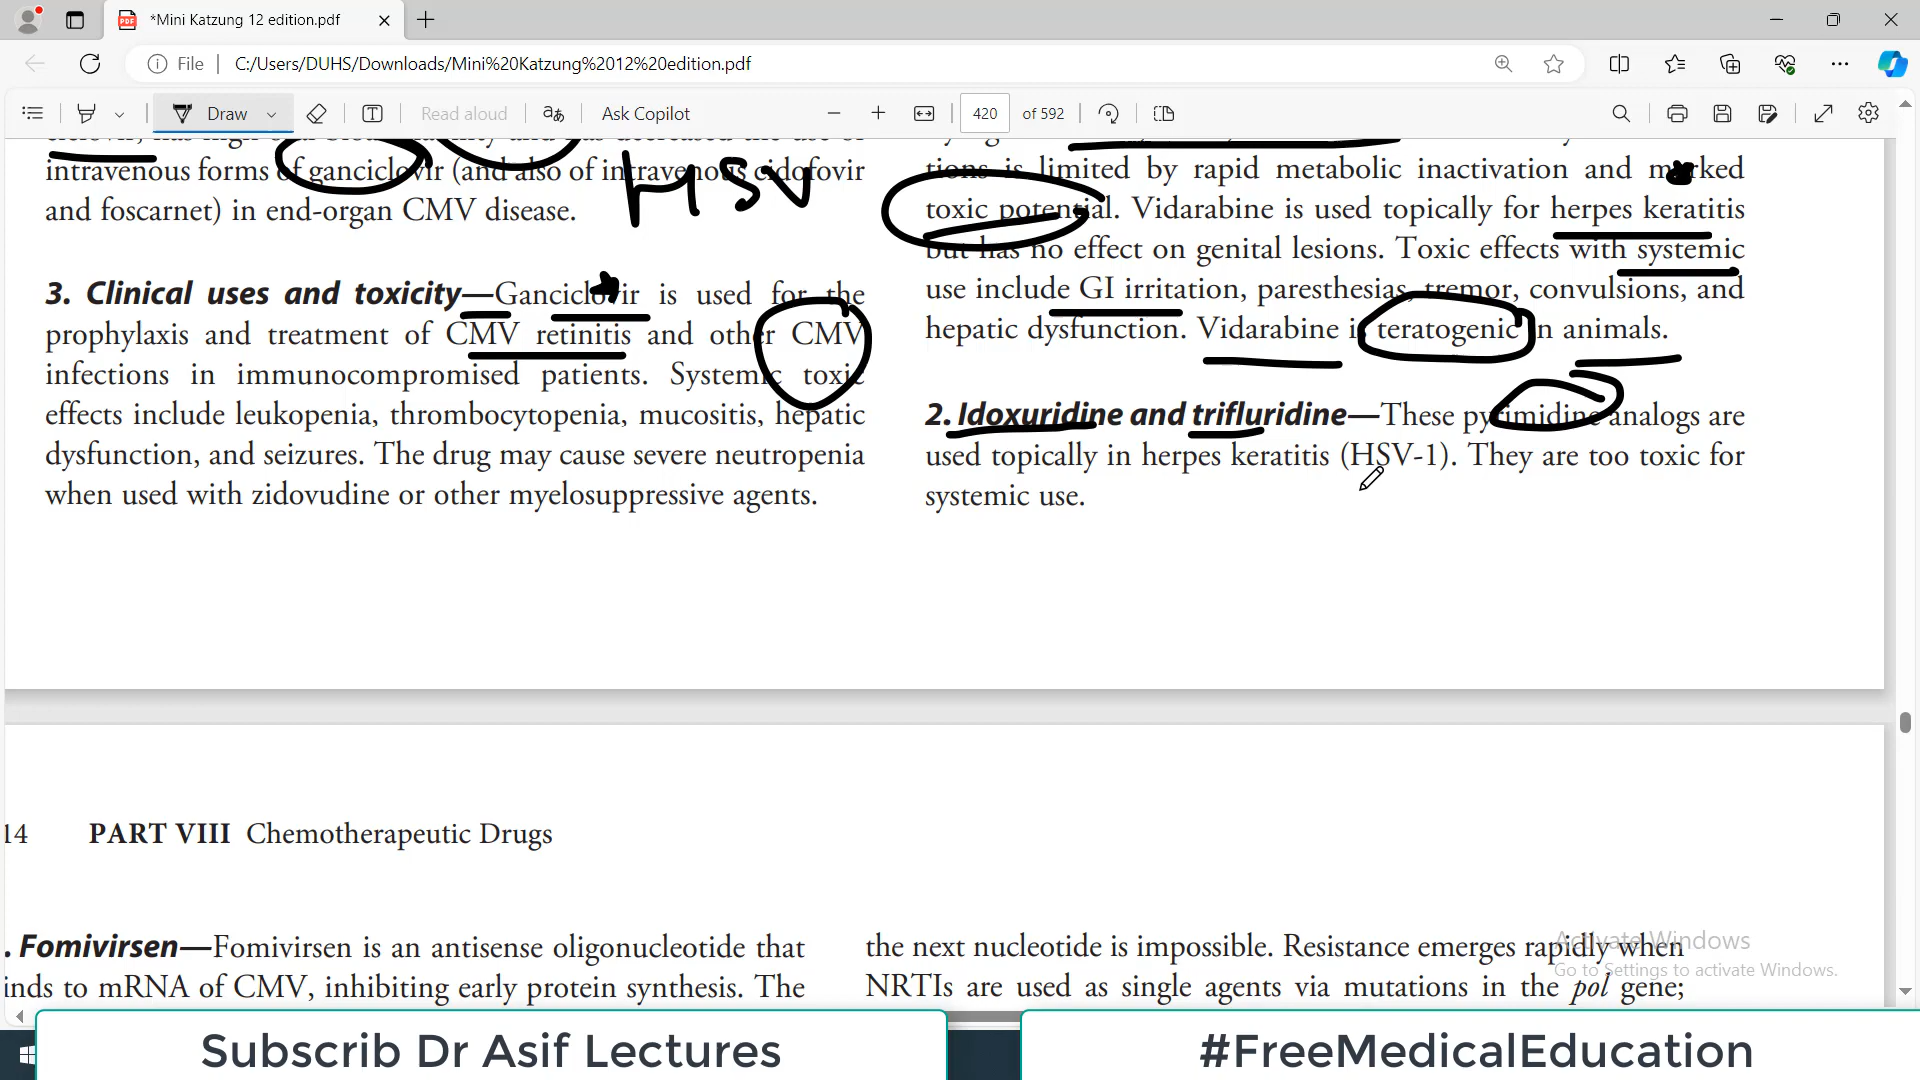 *Mini Katzung 12 edition.pdf
File
C:/Users/DUHS/Downloads/Mini%20Katzung%2012%20edition.pdf
Draw
Read aloud
Ask Copilot
420 of 592
intravenous forms of ganciclovir (and also of intravenous cidofovir
and foscarnet) in end-organ CMV disease.
HSV
3. Clinical uses and toxicity—Ganciclovir is used for the
prophylaxis and treatment of CMV retinitis and other CMV
infections in immunocompromised patients. Systemic toxic
effects include leukopenia, thrombocytopenia, mucositis, hepatic
dysfunction, and seizures. The drug may cause severe neutropenia
when used with zidovudine or other myelosuppressive agents.
tions is limited by rapid metabolic inactivation and marked
toxic potential. Vidarabine is used topically for herpes keratitis
but has no effect on genital lesions. Toxic effects with systemic
use include GI irritation, paresthesias, tremor, convulsions, and
hepatic dysfunction. Vidarabine is teratogenic in animals.
2. Idoxuridine and trifluridine—These pyrimidine analogs are
used topically in herpes keratitis (HSV-1). They are too toxic for
systemic use.
14 PART VIII Chemotherapeutic Drugs
. Fomivirsen—Fomivirsen is an antisense oligonucleotide that
inds to mRNA of CMV, inhibiting early protein synthesis. The
the next nucleotide is impossible. Resistance emerges rapidly when
NRTIs are used as single agents via mutations in the pol gene;
Activate Windows
Go to Settings to activate Windows.
Subscrib Dr Asif Lectures
#FreeMedicalEducation